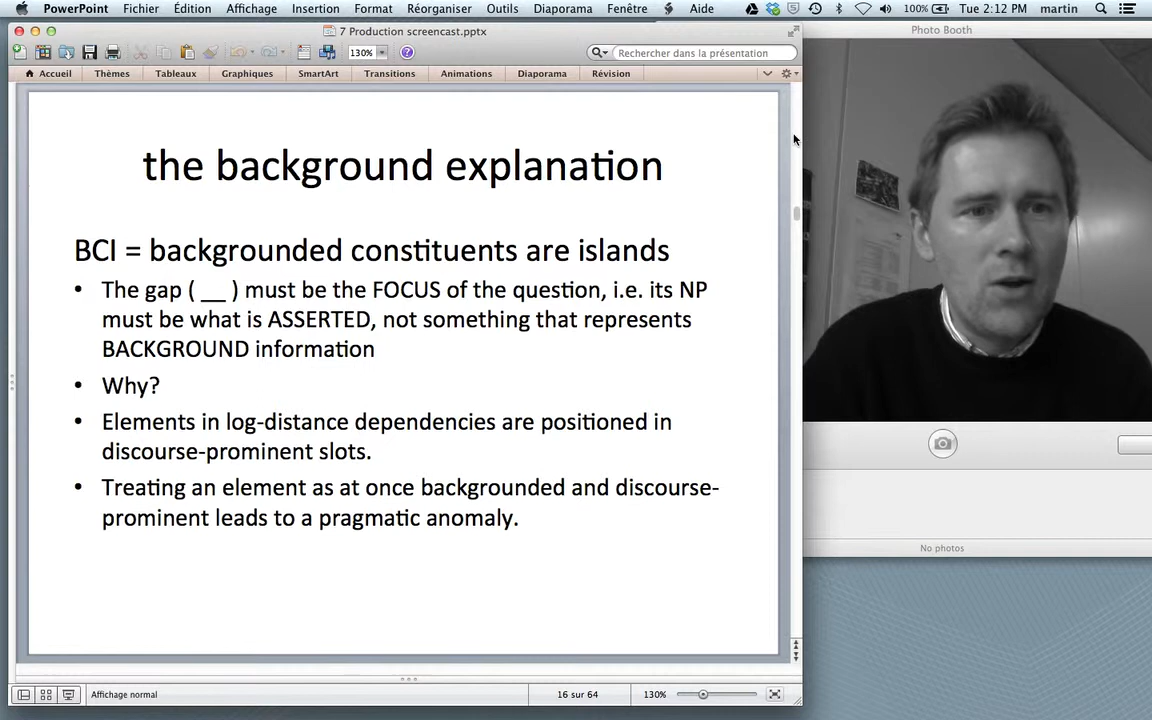 PowerPoint Fichier Édition Affichage Insertion Format Réorganiser Outils Diaporama Fenêtre Aide 100% Tue 2:12 PM martin
7 Production screencast.pptx
Photo Booth
130%
Rechercher dans la présentation
Accueil Thèmes Tableaux Graphiques SmartArt Transitions Animations Diaporama Révision
the background explanation
BCI = backgrounded constituents are islands
• The gap ( __ ) must be the FOCUS of the question, i.e. its NP
must be what is ASSERTED, not something that represents
BACKGROUND information
• Why?
• Elements in log-distance dependencies are positioned in
discourse-prominent slots.
• Treating an element as at once backgrounded and discourse-
prominent leads to a pragmatic anomaly.
No photos
Affichage normal 16 sur 64 130%